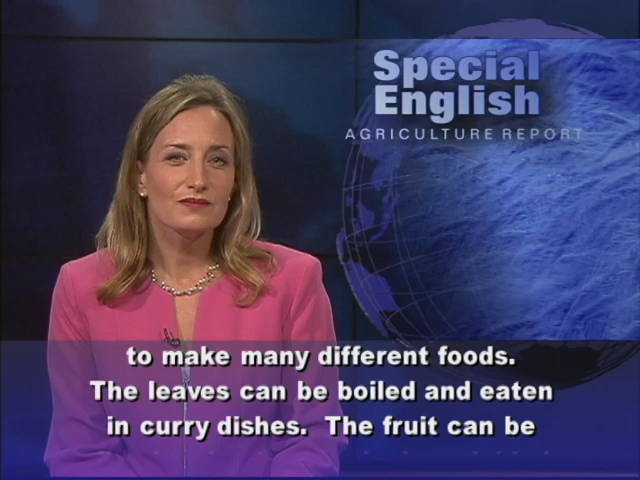 Special
English
AGRICULTURE REPORT
to make many different foods.
The leaves can be boiled and eaten
in curry dishes.  The fruit can be